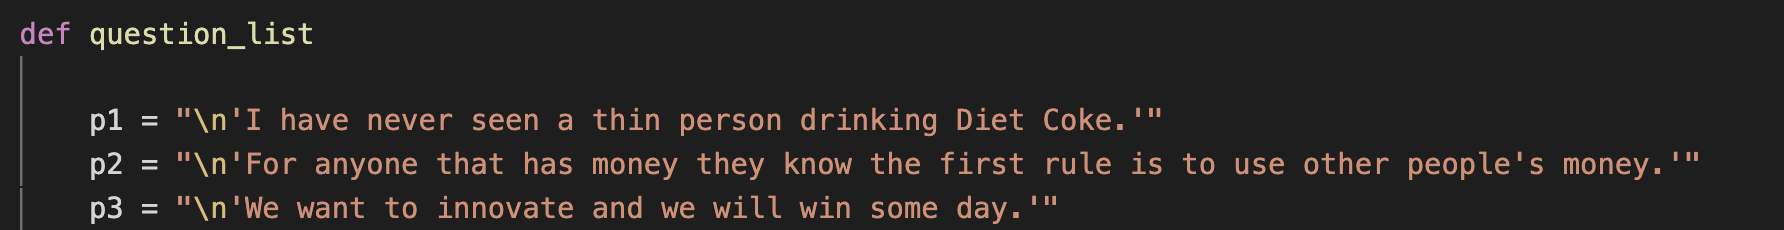 def question_list
p1 = "\n'I have never seen a thin person drinking Diet Coke.'"
p2 = "\n'For anyone that has money they know the first rule is to use other people's money.'"
p3 = "\n'We want to innovate and we will win some day.'"